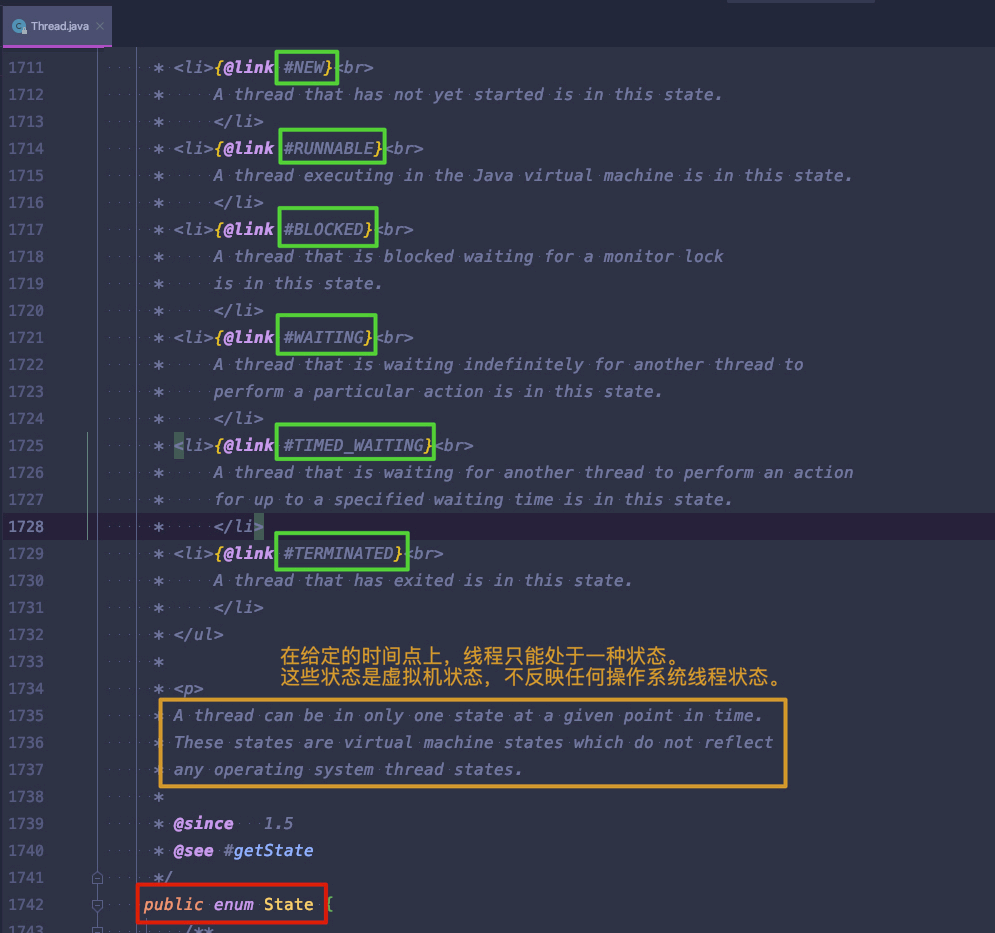 Thread.java
1711 * <li>{@link #NEW}<br>
1712 * A thread that has not yet started is in this state.
1713 * </li>
1714 * <li>{@link #RUNNABLE}<br>
1715 * A thread executing in the Java virtual machine is in this state.
1716 * </li>
1717 * <li>{@link #BLOCKED}<br>
1718 * A thread that is blocked waiting for a monitor lock
1719 * is in this state.
1720 * </li>
1721 * <li>{@link #WAITING}<br>
1722 * A thread that is waiting indefinitely for another thread to
1723 * perform a particular action is in this state.
1724 * </li>
1725 * <li>{@link #TIMED_WAITING}<br>
1726 * A thread that is waiting for another thread to perform an action
1727 * for up to a specified waiting time is in this state.
1728 * </li>
1729 * <li>{@link #TERMINATED}<br>
1730 * A thread that has exited is in this state.
1731 * </li>
1732 * </ul>
在给定的时间点上，线程只能处于一种状态。
1733 *
这些状态是虚拟机状态，不反映任何操作系统线程状态。
1734 * <p>
1735 * A thread can be in only one state at a given point in time.
1736 * These states are virtual machine states which do not reflect
1737 * any operating system thread states.
1738 *
1739 * @since 1.5
1740 * @see #getState
1741 */
1742 public enum State {
1743 /**